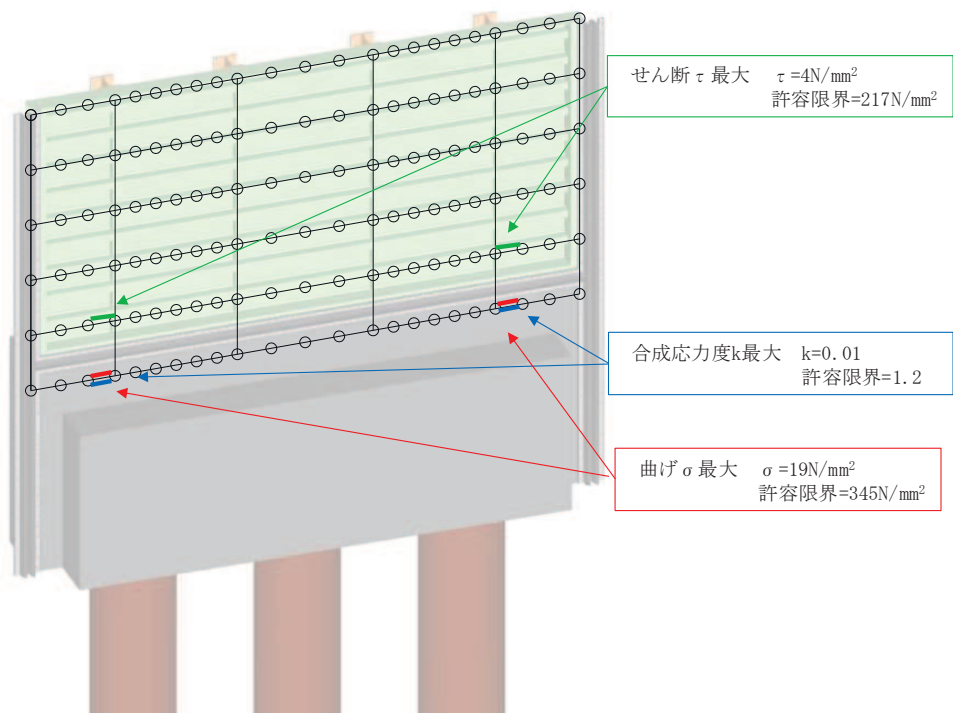 せん断τ最大　τ=4N/mm²
許容限界=217N/mm²
合成応力度k最大　k=0.01
許容限界=1.2
曲げσ最大　σ=19N/mm²
許容限界=345N/mm²